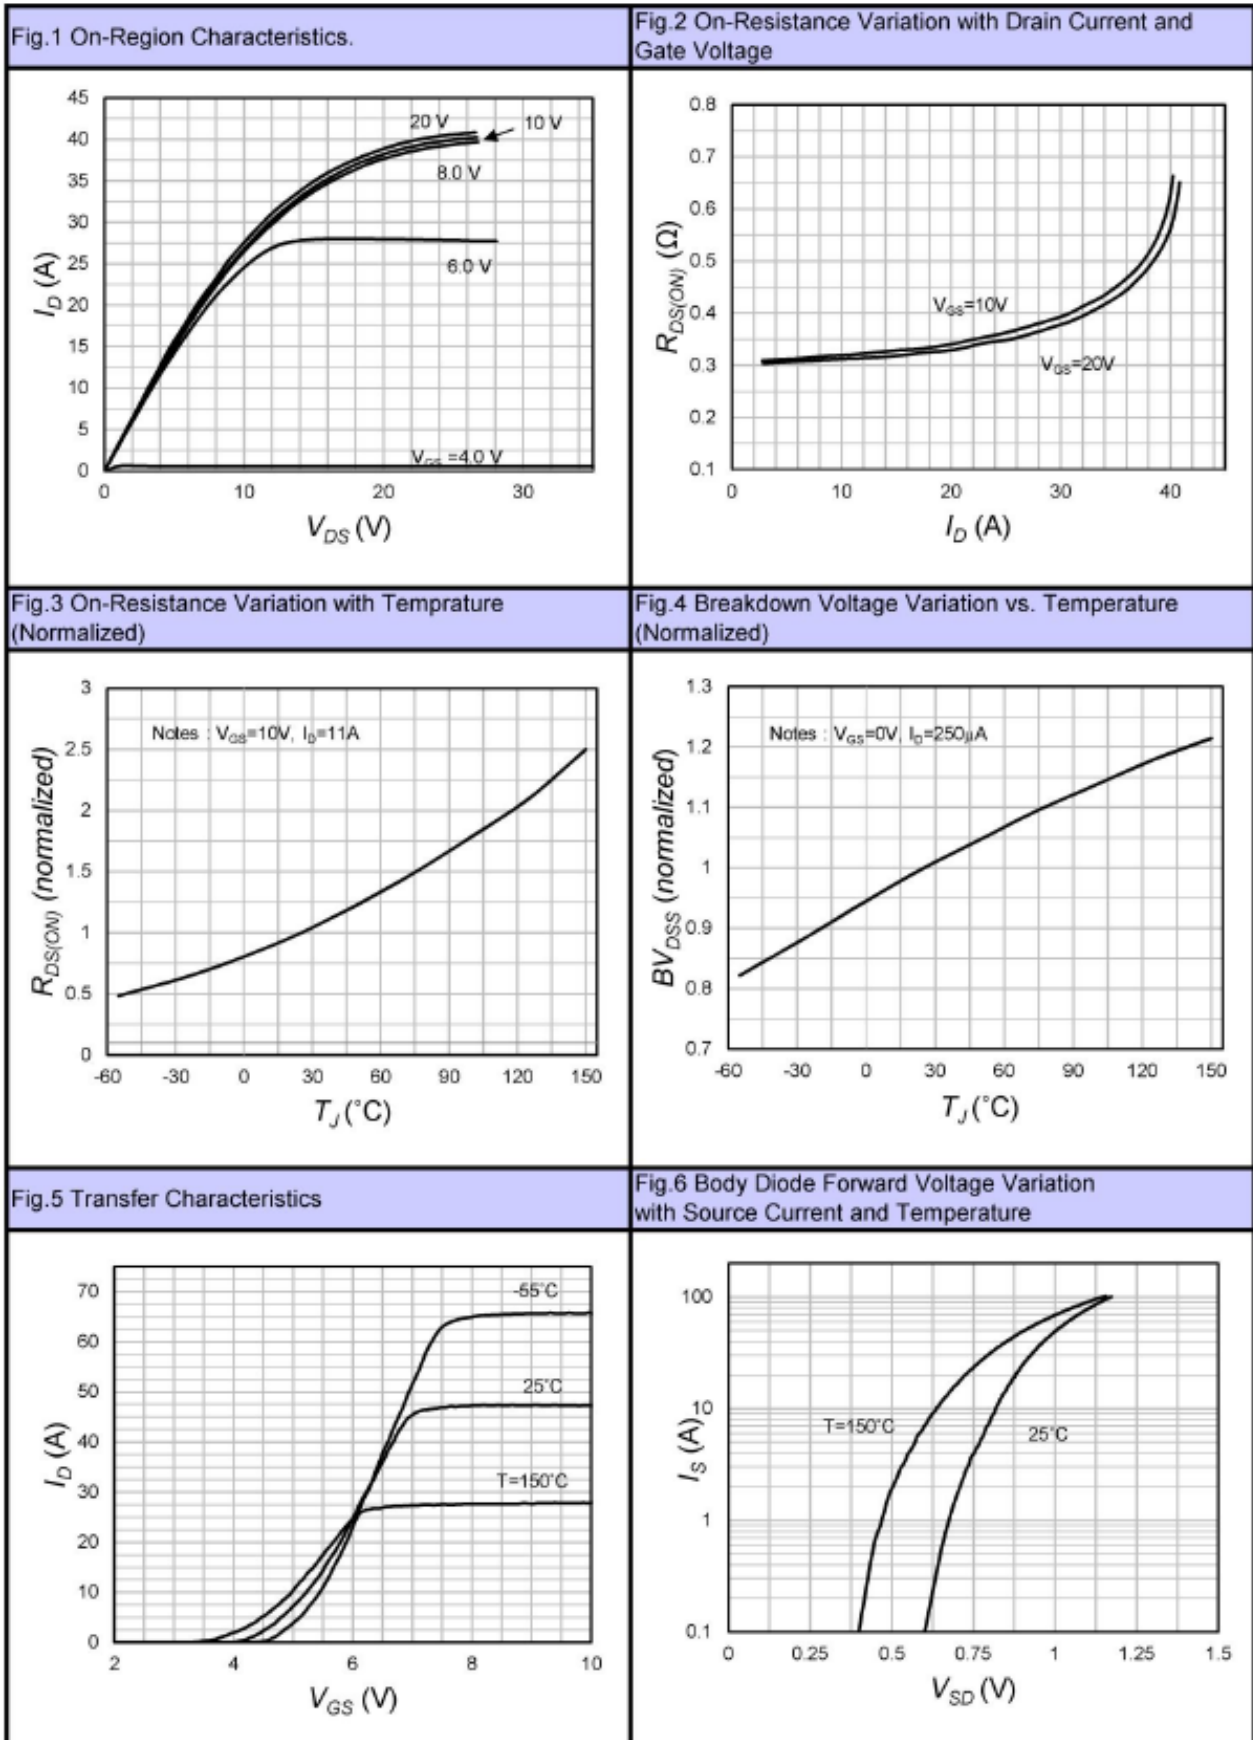 Fig.1 On-Region Characteristics.
45
40
35
30
25
20
15
10
5
0
I_D (A)
20 V
10 V
8.0 V
6.0 V
V_GS =4.0 V
0 10 20 30
V_DS (V)
Fig.2 On-Resistance Variation with Drain Current and
Gate Voltage
0.8
0.7
0.6
0.5
0.4
0.3
0.2
0.1
R_DS(ON) (Ω)
V_GS=10V
V_GS=20V
0 10 20 30 40
I_D (A)
Fig.3 On-Resistance Variation with Temprature
(Normalized)
3
2.5
2
1.5
1
0.5
0
R_DS(ON) (normalized)
Notes : V_GS=10V, I_D=11A
-60 -30 0 30 60 90 120 150
T_J (°C)
Fig.4 Breakdown Voltage Variation vs. Temperature
(Normalized)
1.3
1.2
1.1
1
0.9
0.8
0.7
BV_DSS (normalized)
Notes : V_GS=0V, I_D=250μA
-60 -30 0 30 60 90 120 150
T_J (°C)
Fig.5 Transfer Characteristics
70
60
50
40
30
20
10
0
I_D (A)
-55°C
25°C
T=150°C
2 4 6 8 10
V_GS (V)
Fig.6 Body Diode Forward Voltage Variation
with Source Current and Temperature
100
10
1
0.1
I_S (A)
T=150°C
25°C
0 0.25 0.5 0.75 1 1.25 1.5
V_SD (V)